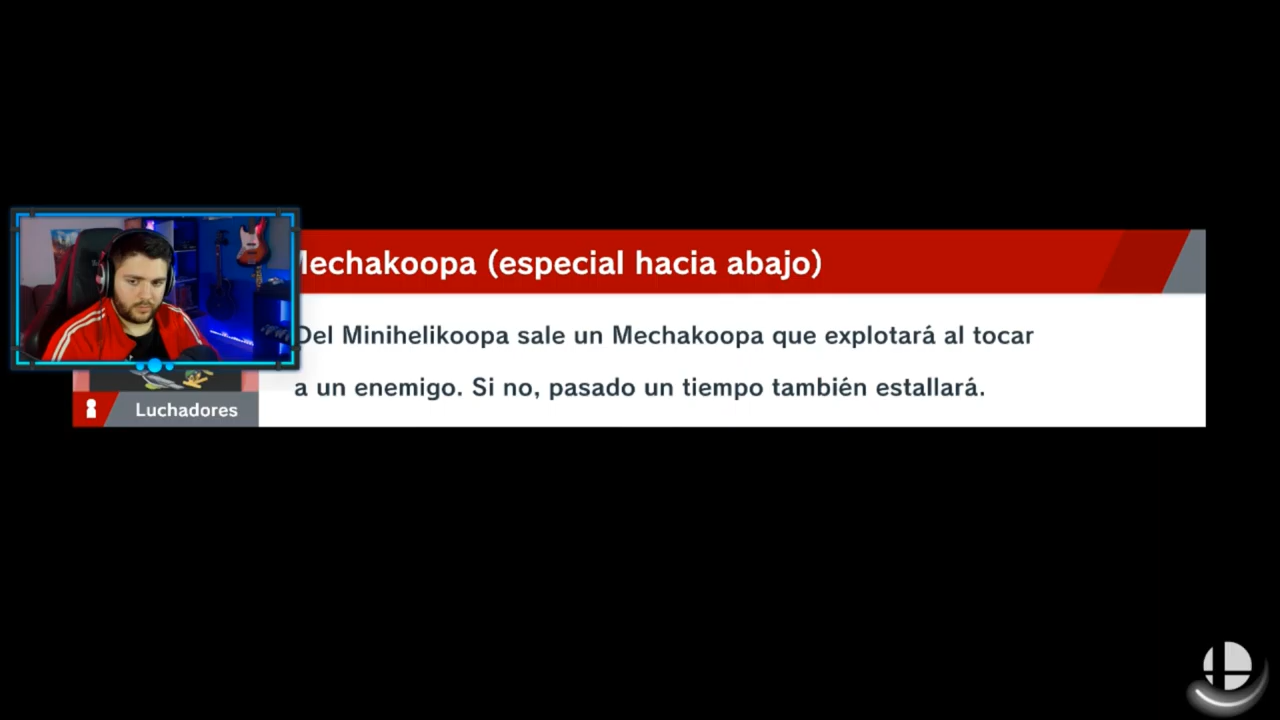 Mechakoopa (especial hacia abajo)
Del Minihelikoopa sale un Mechakoopa que explotará al tocar
a un enemigo. Si no, pasado un tiempo también estallará.
Luchadores